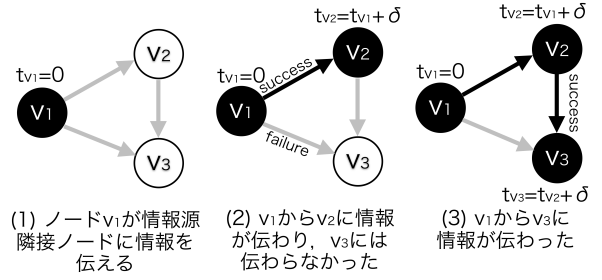 tv1=0
v1
v2
v3
(1) ノードv1が情報源
隣接ノードに情報を
伝える
tv2=tv1+δ
tv1=0
success
failure
v1
v2
v3
(2) v1からv2に情報
が伝わり，v3には
伝わらなかった
tv2=tv1+δ
tv1=0
success
v1
v2
v3
tv3=tv2+δ
(3) v1からv3に
情報が伝わった